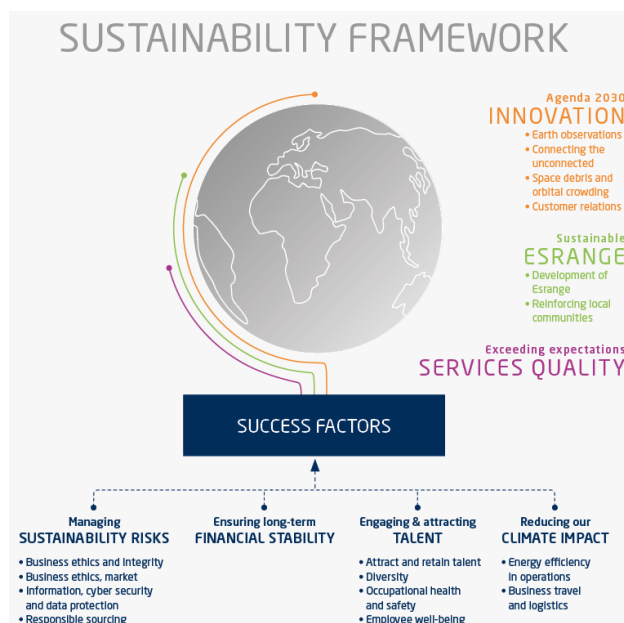 SUSTAINABILITY FRAMEWORK
Agenda 2030
INNOVATION
• Earth observations
• Connecting the
unconnected
• Space debris and
orbital crowding
• Customer relations
Sustainable
ESRANGE
• Development of
Esrange
• Reinforcing local
communities
Exceeding expectations
SERVICES QUALITY
SUCCESS FACTORS
Managing
SUSTAINABILITY RISKS
• Business ethics and integrity
• Business ethics, market
• Information, cyber security
and data protection
• Responsible sourcing
Ensuring long-term
FINANCIAL STABILITY
Engaging & attracting
TALENT
• Attract and retain talent
• Diversity
• Occupational health
and safety
• Employee well-being
Reducing our
CLIMATE IMPACT
• Energy efficiency
in operations
• Business travel
and logistics